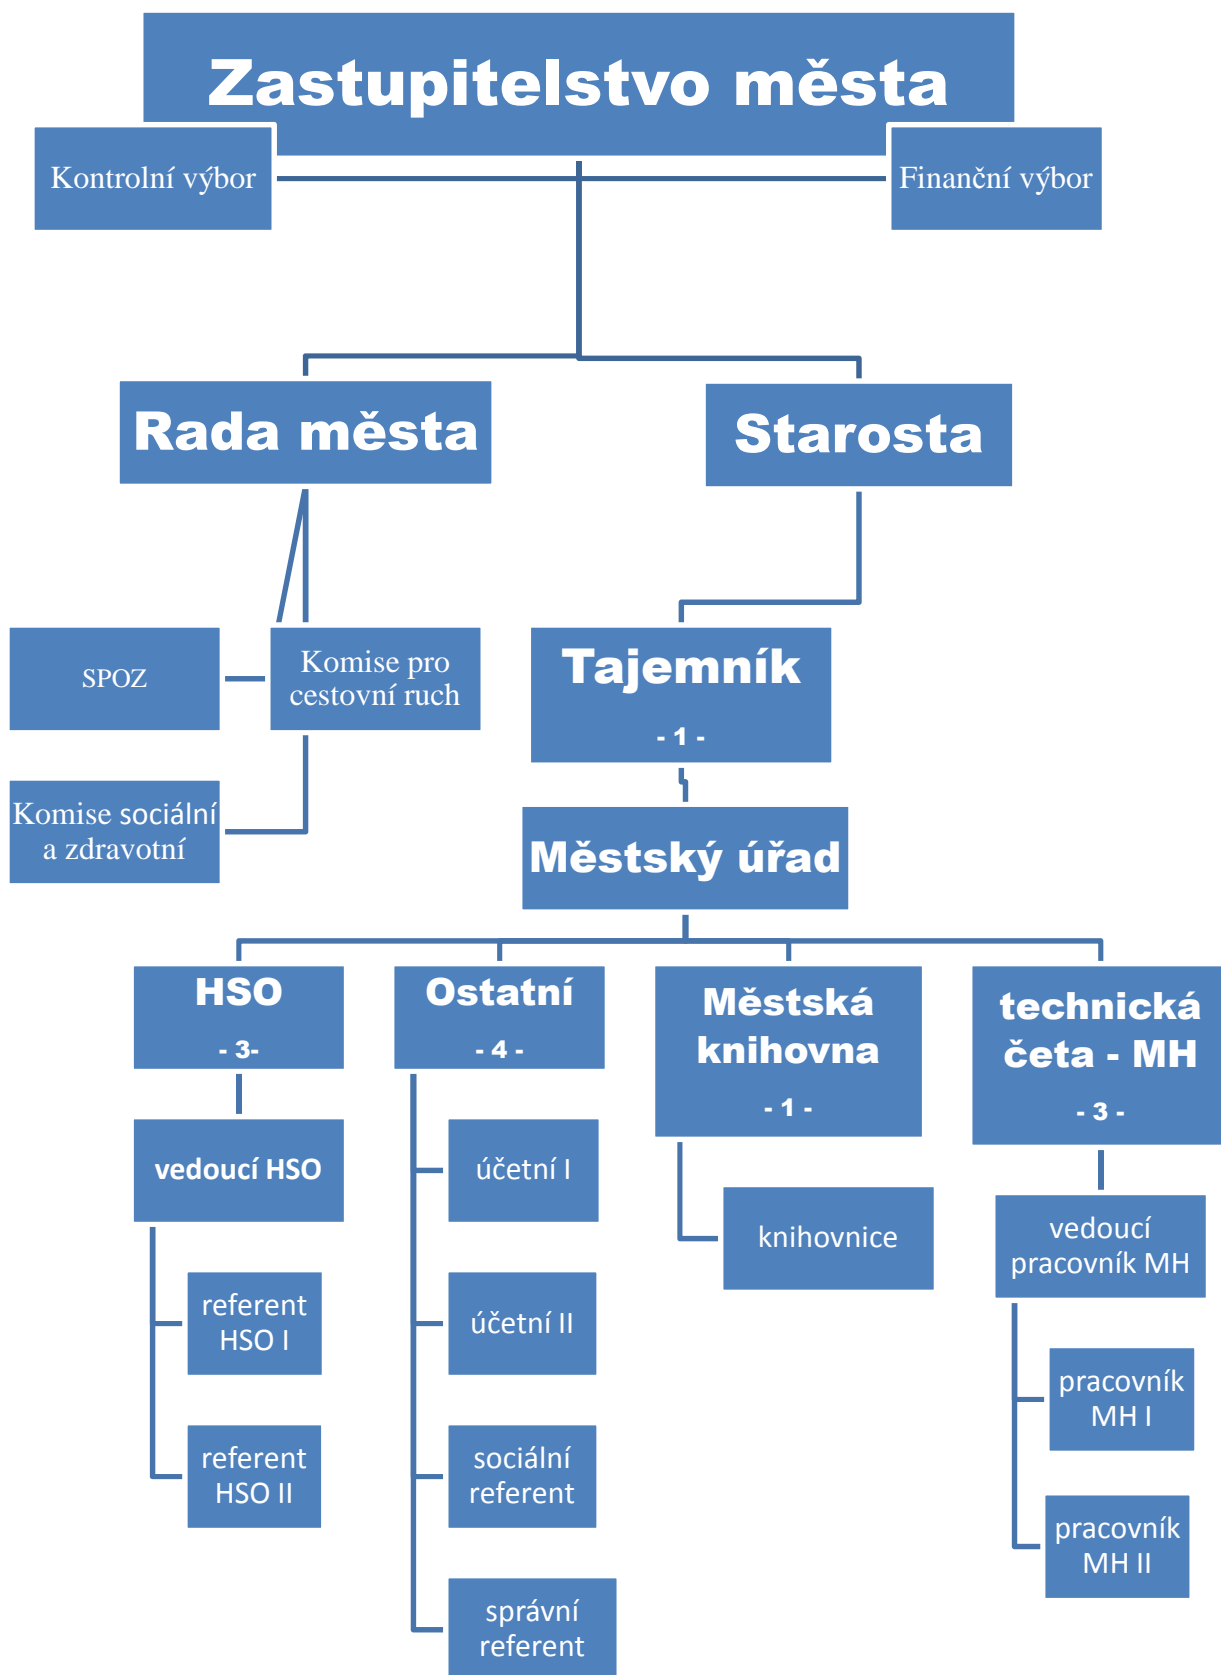 Zastupitelstvo města
Kontrolní výbor
Finanční výbor
Rada města
Starosta
SPOZ
Komise pro
cestovní ruch
Komise sociální
a zdravotní
Tajemník
- 1 -
Městský úřad
HSO
- 3-
vedoucí HSO
referent
HSO I
referent
HSO II
Ostatní
- 4 -
účetní I
účetní II
sociální
referent
správní
referent
Městská
knihovna
- 1 -
knihovnice
technická
četa - MH
- 3 -
vedoucí
pracovník MH
pracovník
MH I
pracovník
MH II